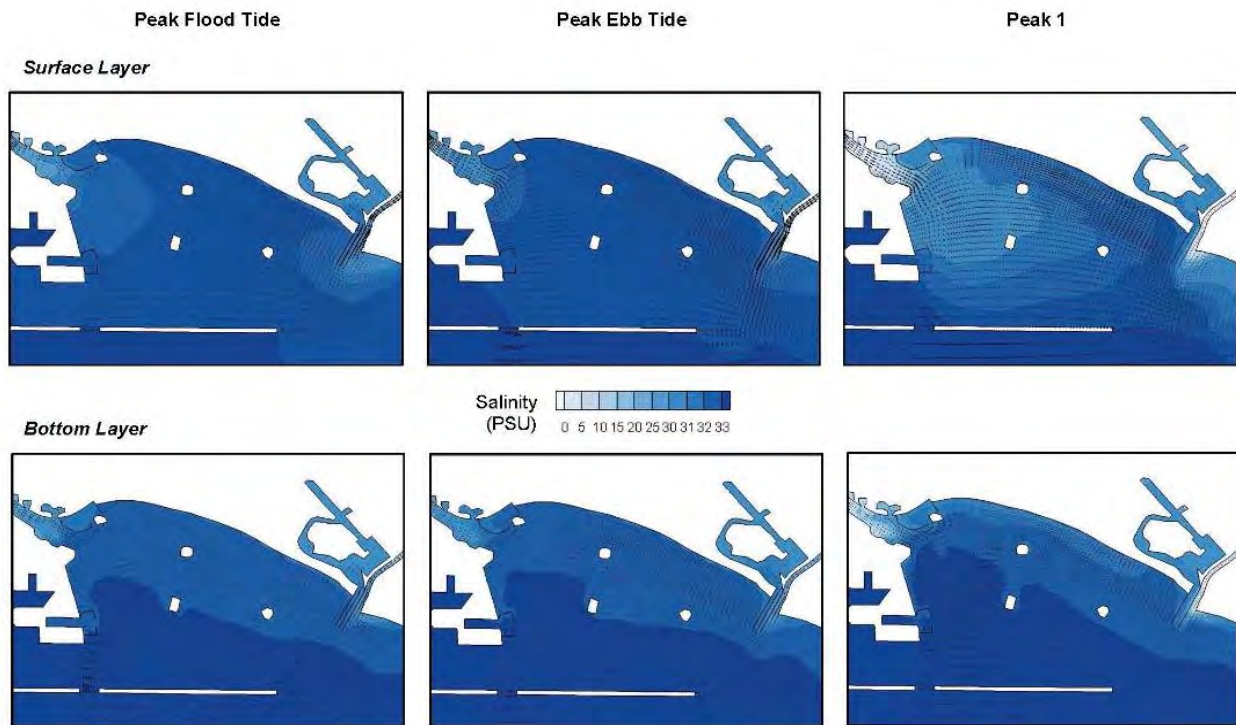 Peak Flood Tide
Peak Ebb Tide
Peak 1
Surface Layer
Salinity
(PSU)
0 5 10 15 20 25 30 31 32 33
Bottom Layer